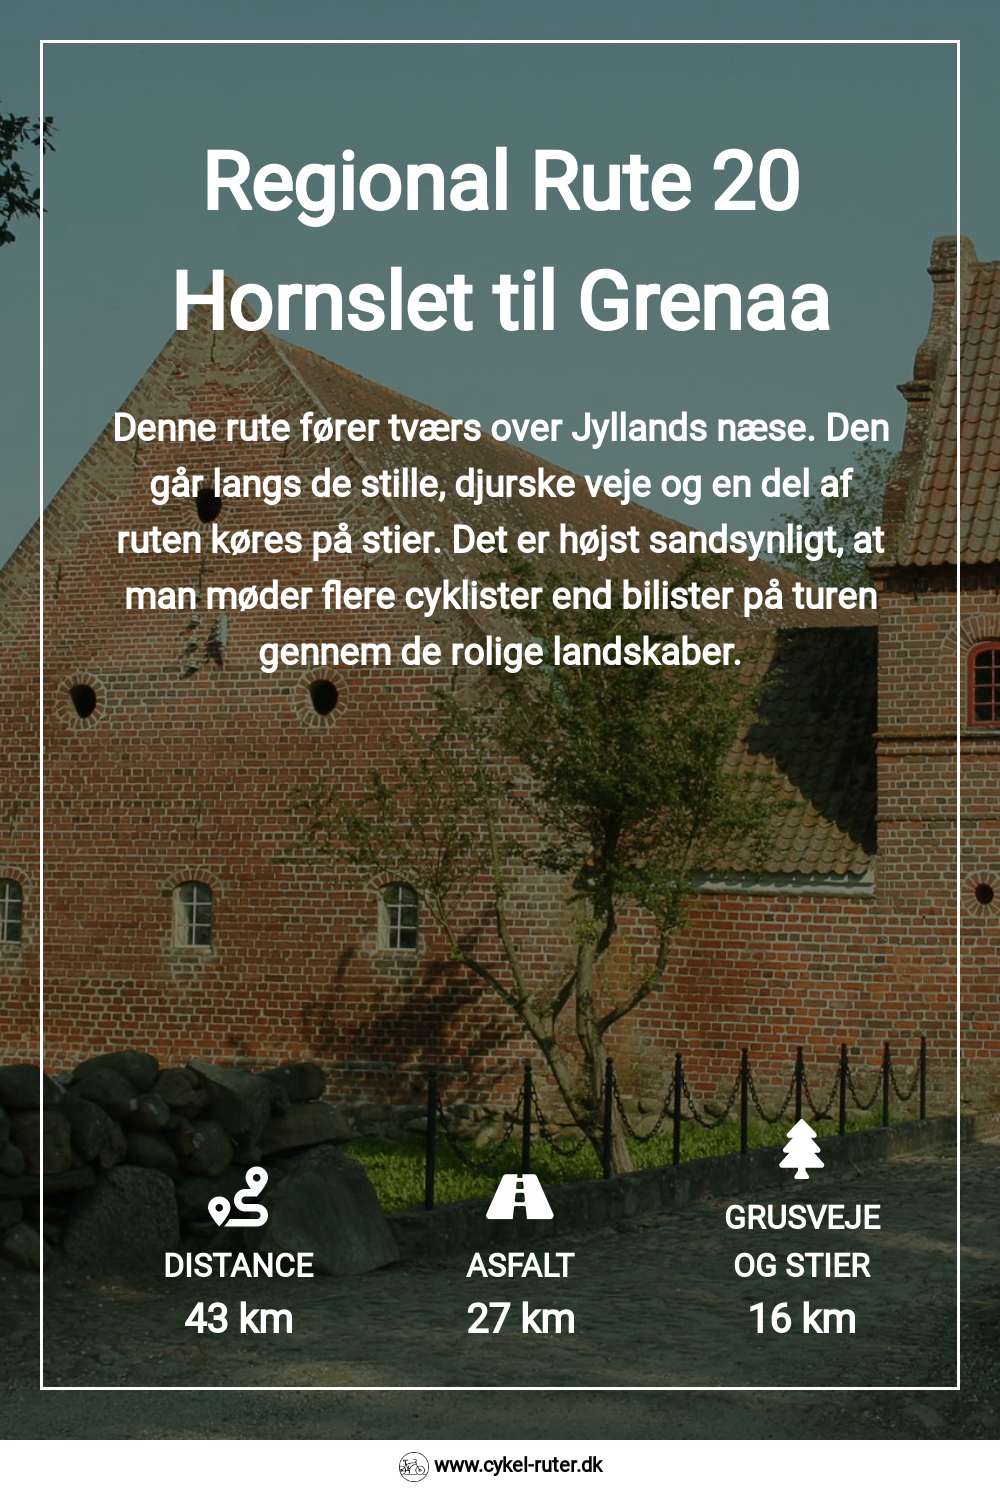 Regional Rute 20
Hornslet til Grenaa
Denne rute fører tværs over Jyllands næse. Den
går langs de stille, djurske veje og en del af
ruten køres på stier. Det er højst sandsynligt, at
man møder flere cyklister end bilister på turen
gennem de rolige landskaber.
DISTANCE
43 km
ASFALT
27 km
GRUSVEJE
OG STIER
16 km
www.cykel-ruter.dk